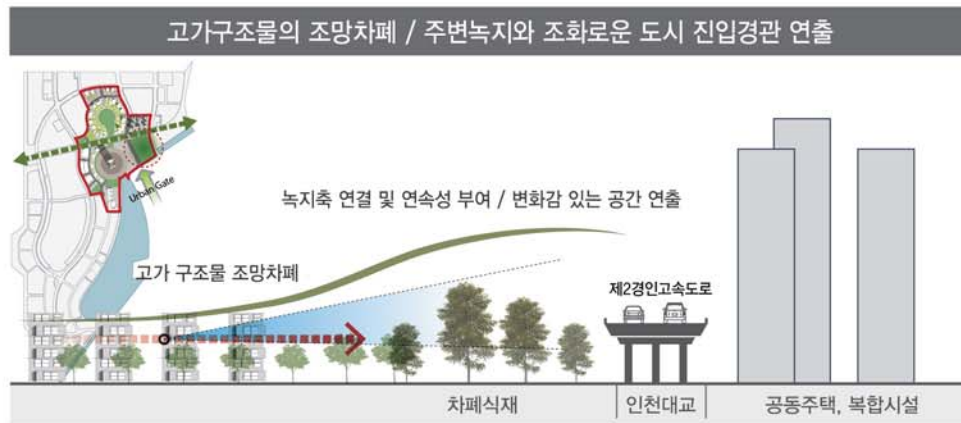 고가구조물의 조망차폐 / 주변녹지와 조화로운 도시 진입경관 연출
Urban Gate
녹지축 연결 및 연속성 부여 / 변화감 있는 공간 연출
고가 구조물 조망차폐
제2경인고속도로
차폐식재
인천대교
공동주택, 복합시설